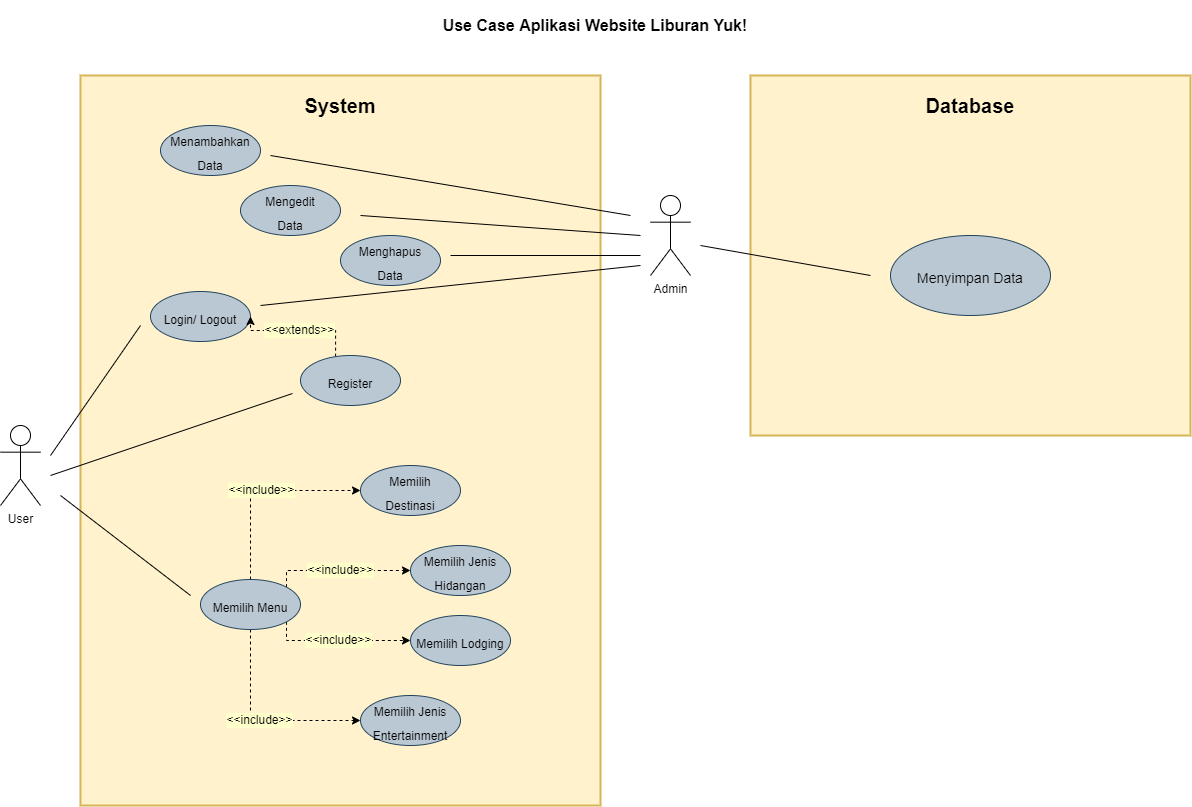 Use Case Aplikasi Website Liburan Yuk!
System
Menambahkan
Data
Mengedit
Data
Menghapus
Data
Login/ Logout
<<extends>>
Register
User
<<include>>
Memilih
Destinasi
<<include>>
Memilih Jenis
Hidangan
Memilih Menu
<<include>>
Memilih Lodging
<<include>>
Memilih Jenis
Entertainment
Admin
Database
Menyimpan Data